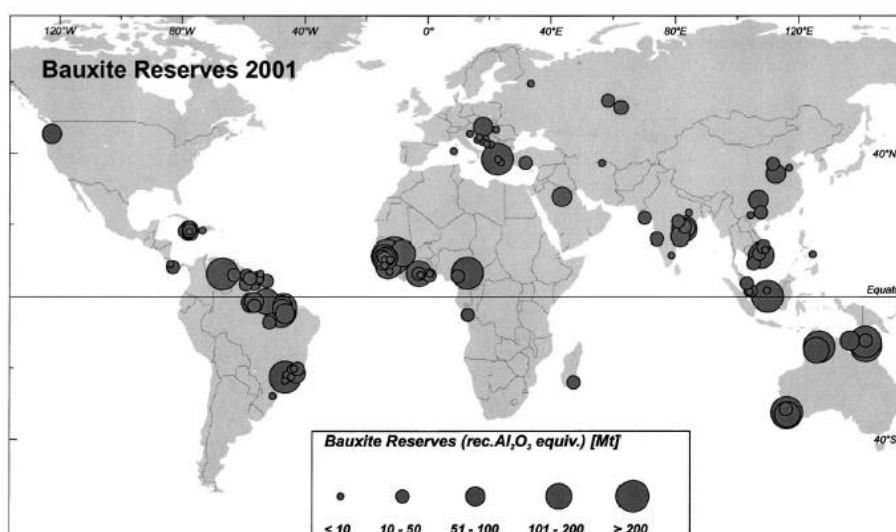 120°W 80°W 40°W 0° 40°E 80°E 120°E
Bauxite Reserves 2001
40°N
Equat
40°S
Bauxite Reserves (rec.Al₂O₃ equiv.) [Mt]
< 10 10 - 50 51 - 100 101 - 200 > 200